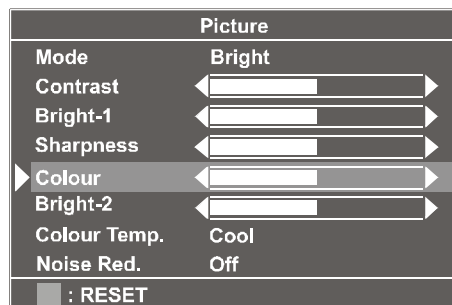 Picture
Mode Bright
Contrast
Bright-1
Sharpness
Colour
Bright-2
Colour Temp. Cool
Noise Red. Off
: RESET